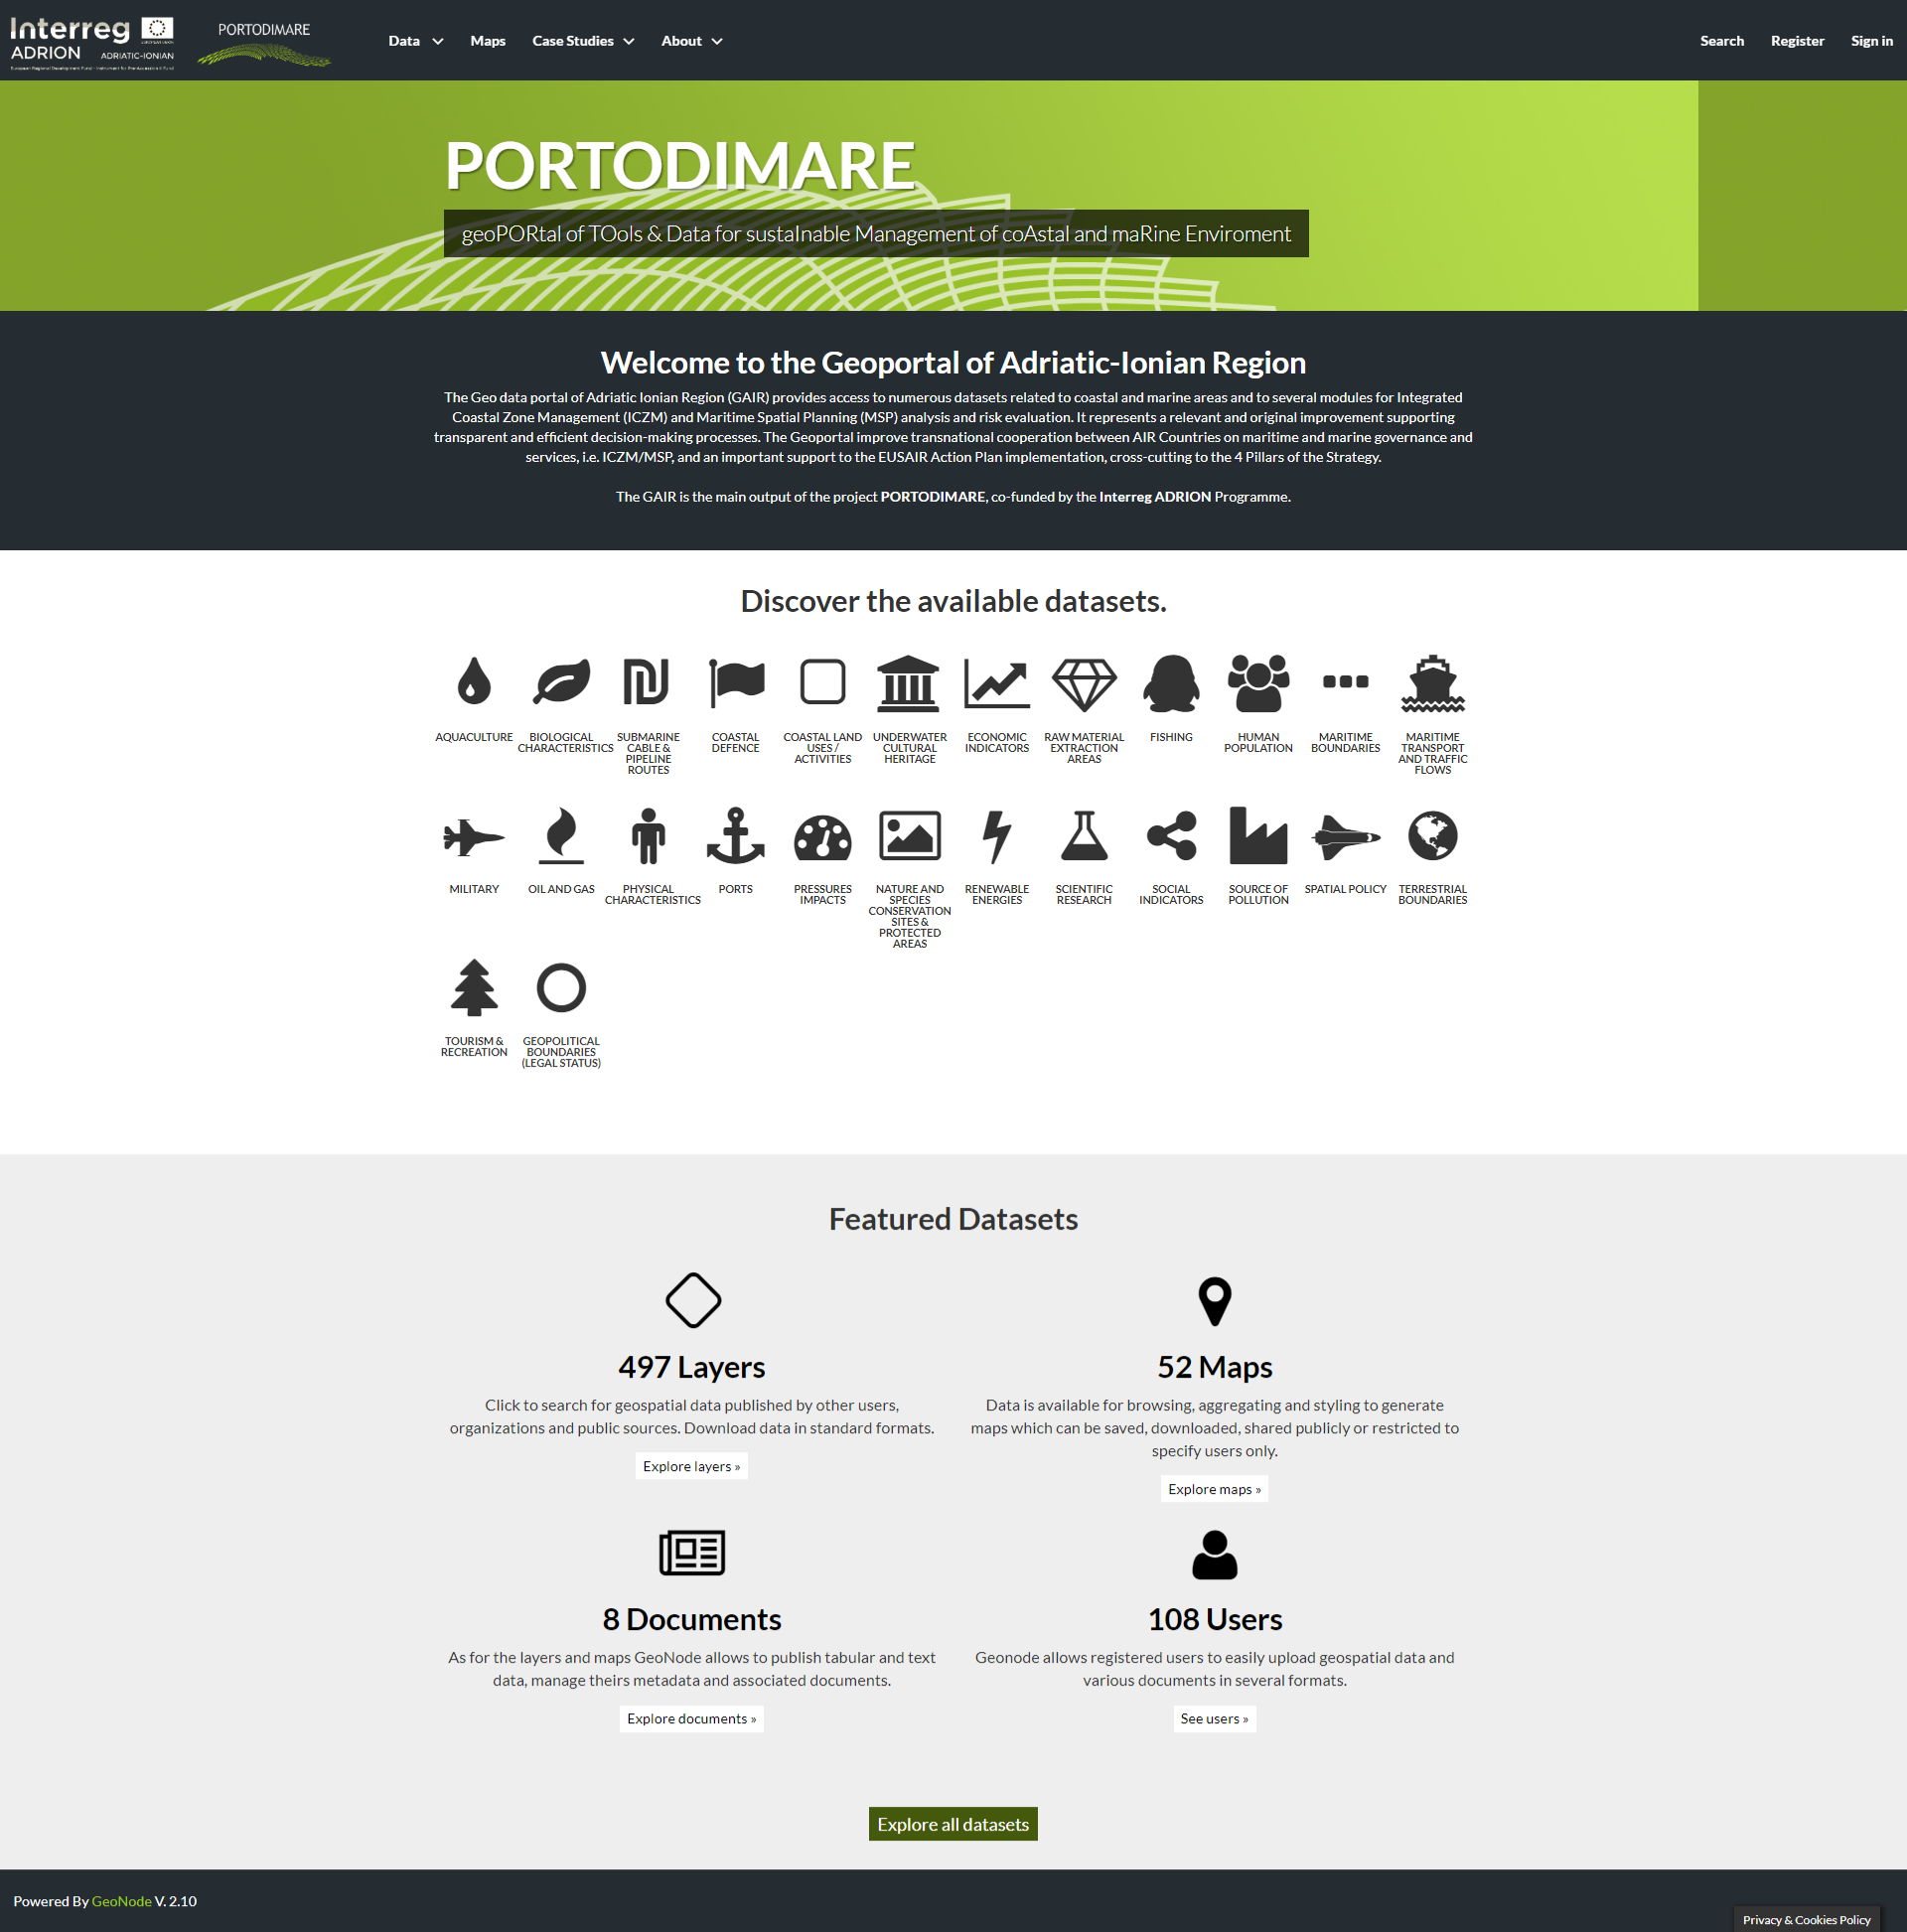 Interreg
ADRION ADRIATIC-IONIAN
European Regional Development Fund - Instrument for Pre-Accession II Fund
PORTODIMARE
Data
Maps
Case Studies
About
Search
Register
Sign in
PORTODIMARE
geoPORtal of TOols & Data for sustaInable Management of coAstal and maRine Enviroment
Welcome to the Geoportal of Adriatic-Ionian Region
The Geo data portal of Adriatic Ionian Region (GAIR) provides access to numerous datasets related to coastal and marine areas and to several modules for Integrated
Coastal Zone Management (ICZM) and Maritime Spatial Planning (MSP) analysis and risk evaluation. It represents a relevant and original improvement supporting
transparent and efficient decision-making processes. The Geoportal improve transnational cooperation between AIR Countries on maritime and marine governance and
services, i.e. ICZM/MSP, and an important support to the EUSAIR Action Plan implementation, cross-cutting to the 4 Pillars of the Strategy.
The GAIR is the main output of the project PORTODIMARE, co-funded by the Interreg ADRION Programme.
Discover the available datasets.
AQUACULTURE
BIOLOGICAL
CHARACTERISTICS
SUBMARINE
CABLE &
PIPELINE
ROUTES
COASTAL
DEFENCE
COASTAL LAND
USES /
ACTIVITIES
UNDERWATER
CULTURAL
HERITAGE
ECONOMIC
INDICATORS
RAW MATERIAL
EXTRACTION
AREAS
FISHING
HUMAN
POPULATION
MARITIME
BOUNDARIES
MARITIME
TRANSPORT
AND TRAFFIC
FLOWS
MILITARY
OIL AND GAS
PHYSICAL
CHARACTERISTICS
PORTS
PRESSURES
IMPACTS
NATURE AND
SPECIES
CONSERVATION
SITES &
PROTECTED
AREAS
RENEWABLE
ENERGIES
SCIENTIFIC
RESEARCH
SOCIAL
INDICATORS
SOURCE OF
POLLUTION
SPATIAL POLICY
TERRESTRIAL
BOUNDARIES
TOURISM &
RECREATION
GEOPOLITICAL
BOUNDARIES
(LEGAL STATUS)
Featured Datasets
497 Layers
Click to search for geospatial data published by other users,
organizations and public sources. Download data in standard formats.
Explore layers »
52 Maps
Data is available for browsing, aggregating and styling to generate
maps which can be saved, downloaded, shared publicly or restricted to
specify users only.
Explore maps »
8 Documents
As for the layers and maps GeoNode allows to publish tabular and text
data, manage theirs metadata and associated documents.
Explore documents »
108 Users
Geonode allows registered users to easily upload geospatial data and
various documents in several formats.
See users »
Explore all datasets
Powered By GeoNode V. 2.10
Privacy & Cookies Policy